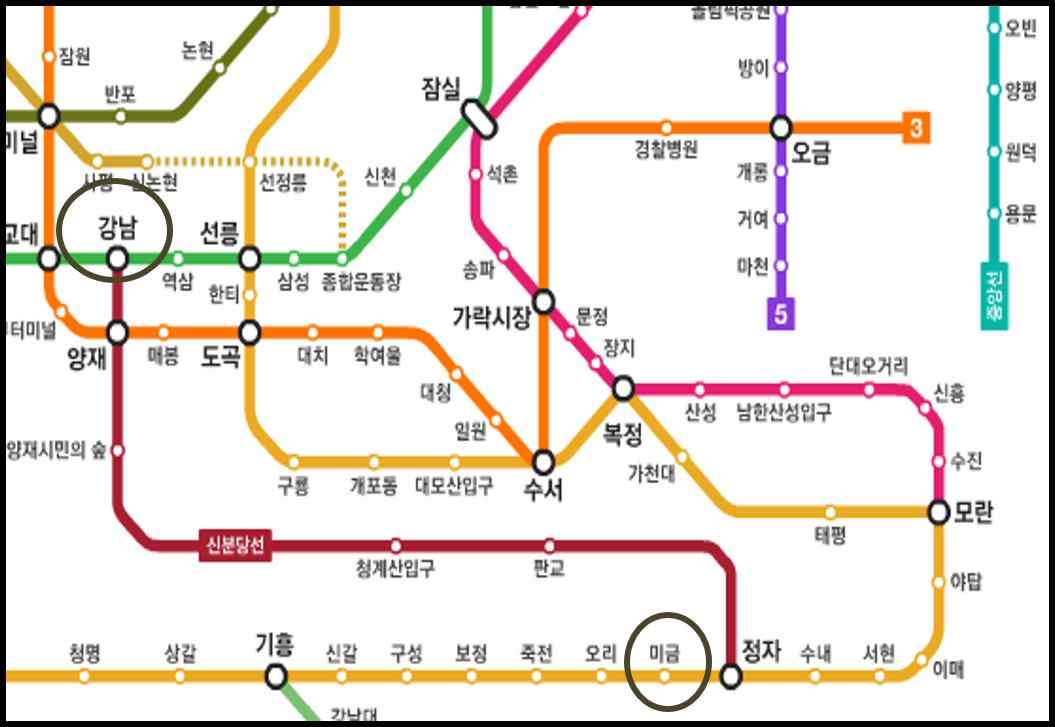 잠원
논현
반포
미널
사평
신논현
선정릉
잠실
신천
석촌
경찰병원
오금
3
올림픽공원
방이
개롱
거여
마천
5
오빈
양평
원덕
용문
중앙선
교대
강남
역삼
선릉
한티
삼성
종합운동장
송파
가락시장
문정
장지
터미널
양재
매봉
도곡
대치
학여울
대청
일원
단대오거리
산성
남한산성입구
신흥
수진
복정
가천대
모란
태평
양재시민의 숲
구룡
개포동
대모산입구
수서
신분당선
청계산입구
판교
야탑
청명
상갈
기흥
신갈
구성
보정
죽전
오리
미금
정자
수내
서현
이매
강남대